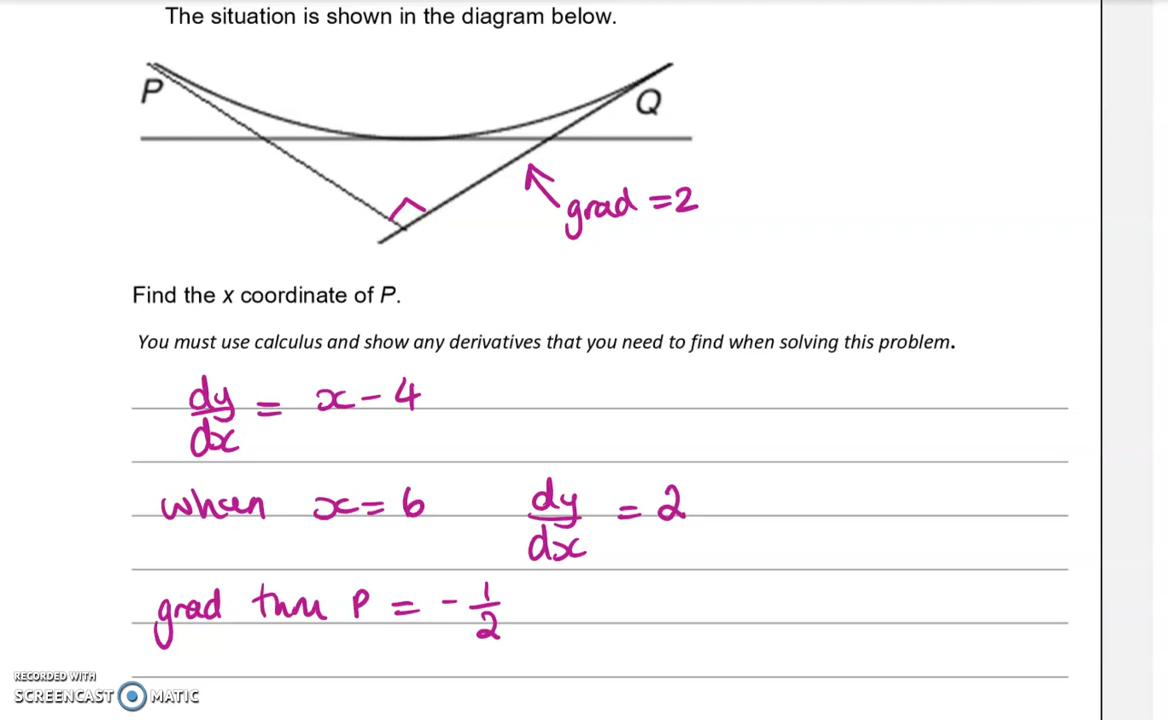 The situation is shown in the diagram below.
P
Q
grad = 2
Find the x coordinate of P.
You must use calculus and show any derivatives that you need to find when solving this problem.
dy/dx = x - 4
when x = 6 dy/dx = 2
grad thru P = - 1/2
RECORDED WITH
SCREENCAST MATIC